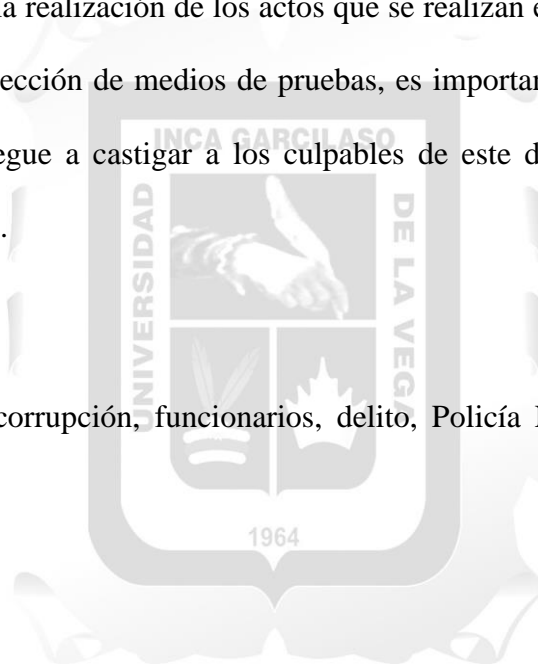 la realización de los actos que se realizan e
ección de medios de pruebas, es importan
INCA GARCILASO
egue a castigar a los culpables de este d
UNIVERSIDAD
DE LA VEGA
.
corrupción, funcionarios, delito, Policía
1964